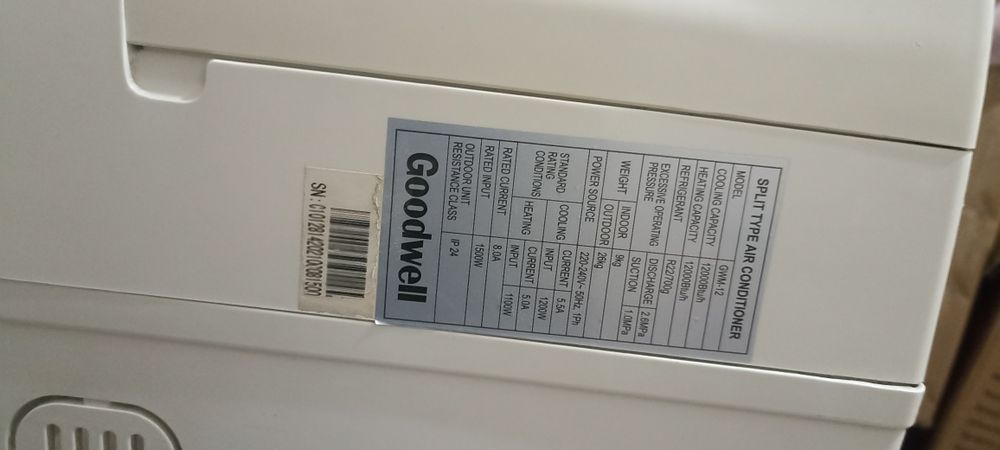 SPLIT TYPE AIR CONDITIONER
MODEL GWM-12
COOLING CAPACITY 12000Btu/h
HEATING CAPACITY 12000Btu/h
REFRIGERANT R22/700g
EXCESSIVE OPERATING PRESSURE DISCHARGE 2.6MPa
SUCTION 1.0MPa
WEIGHT INDOOR 9kg
OUTDOOR 26kg
POWER SOURCE 220-240V~ 50Hz, 1Ph
STANDARD RATING CONDITIONS COOLING CURRENT 5.5A
INPUT 1200W
HEATING CURRENT 5.0A
INPUT 1100W
RATED CURRENT 8.0A
RATED INPUT 1500W
OUTDOOR UNIT RESISTANCE CLASS IP 24
Goodwell